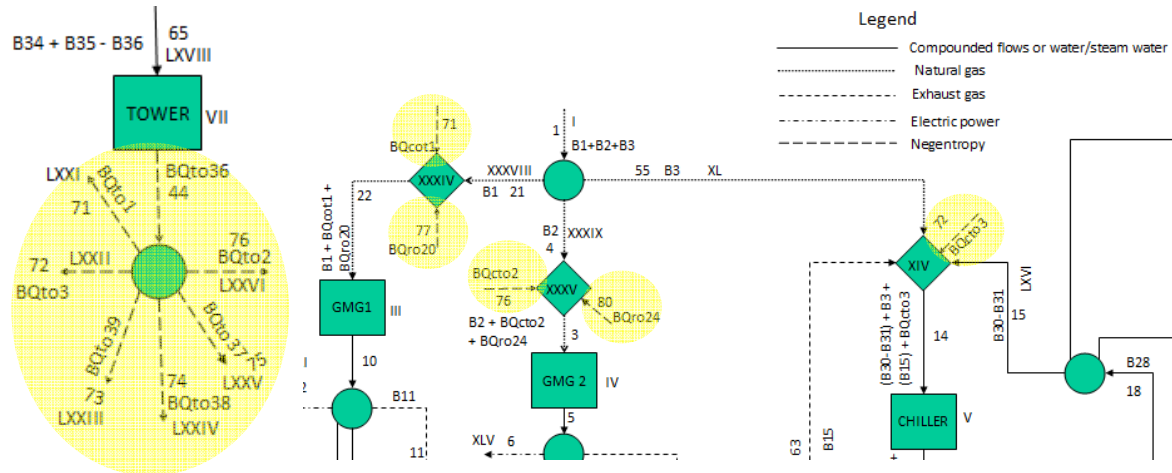 B34 + B35 - B36
65
LXVIII
TOWER
VII
LXXI
BQto1
71
BQto36
44
72
LXXII
BQto3
76
BQto2
LXXVI
BQto39
73
LXXIII
74
BQto38
LXXIV
BQto37
75
LXXV
71
BQcot1
XXXIV
77
BQro20
22
B1 + BQcot1 +
BQro20
XXXVIII
B1 21
1
I
B1+B2+B3
55 B3 XL
B2
4
XXXIX
BQcto2
76
XXXV
80
BQro24
B2 + BQcto2
+ BQro24
3
GMG1
III
10
B11
11
GMG 2
IV
5
XLV 6
72
BQcto3
XIV
(B30-B31) + B3 +
(B15) + BQcto3
14
CHILLER
V
63
B15
B30-B31
15
LXVI
B28
18
Legend
Compounded flows or water/steam water
Natural gas
Exhaust gas
Electric power
Negentropy